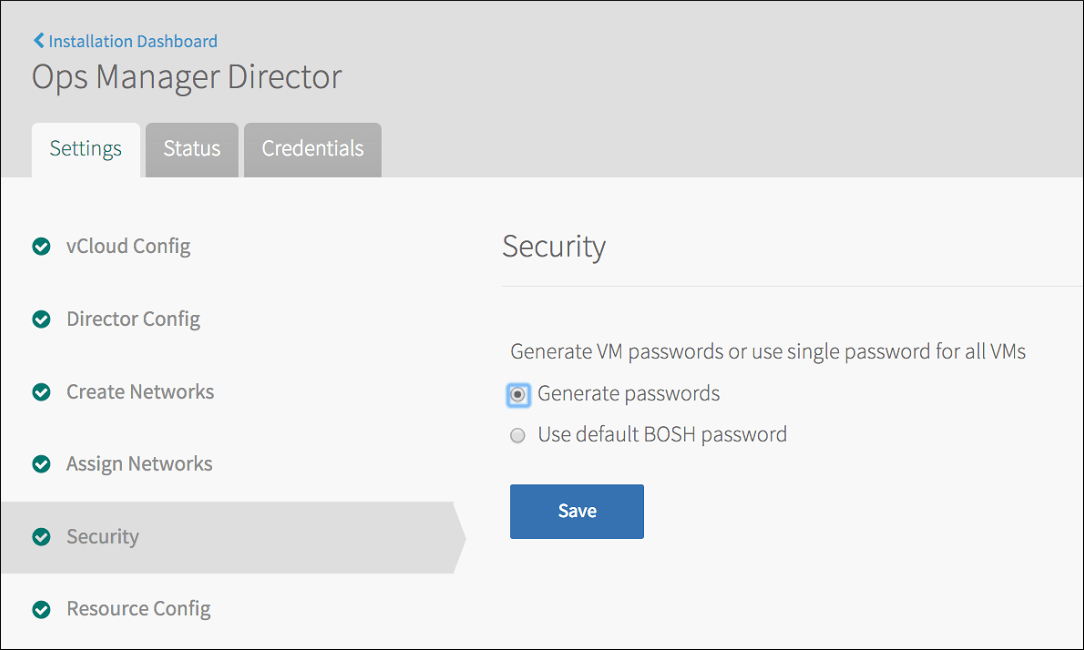 Installation Dashboard
Ops Manager Director
Settings
Status
Credentials
vCloud Config
Director Config
Create Networks
Assign Networks
Security
Resource Config
Security
Generate VM passwords or use single password for all VMs
Generate passwords
Use default BOSH password
Save